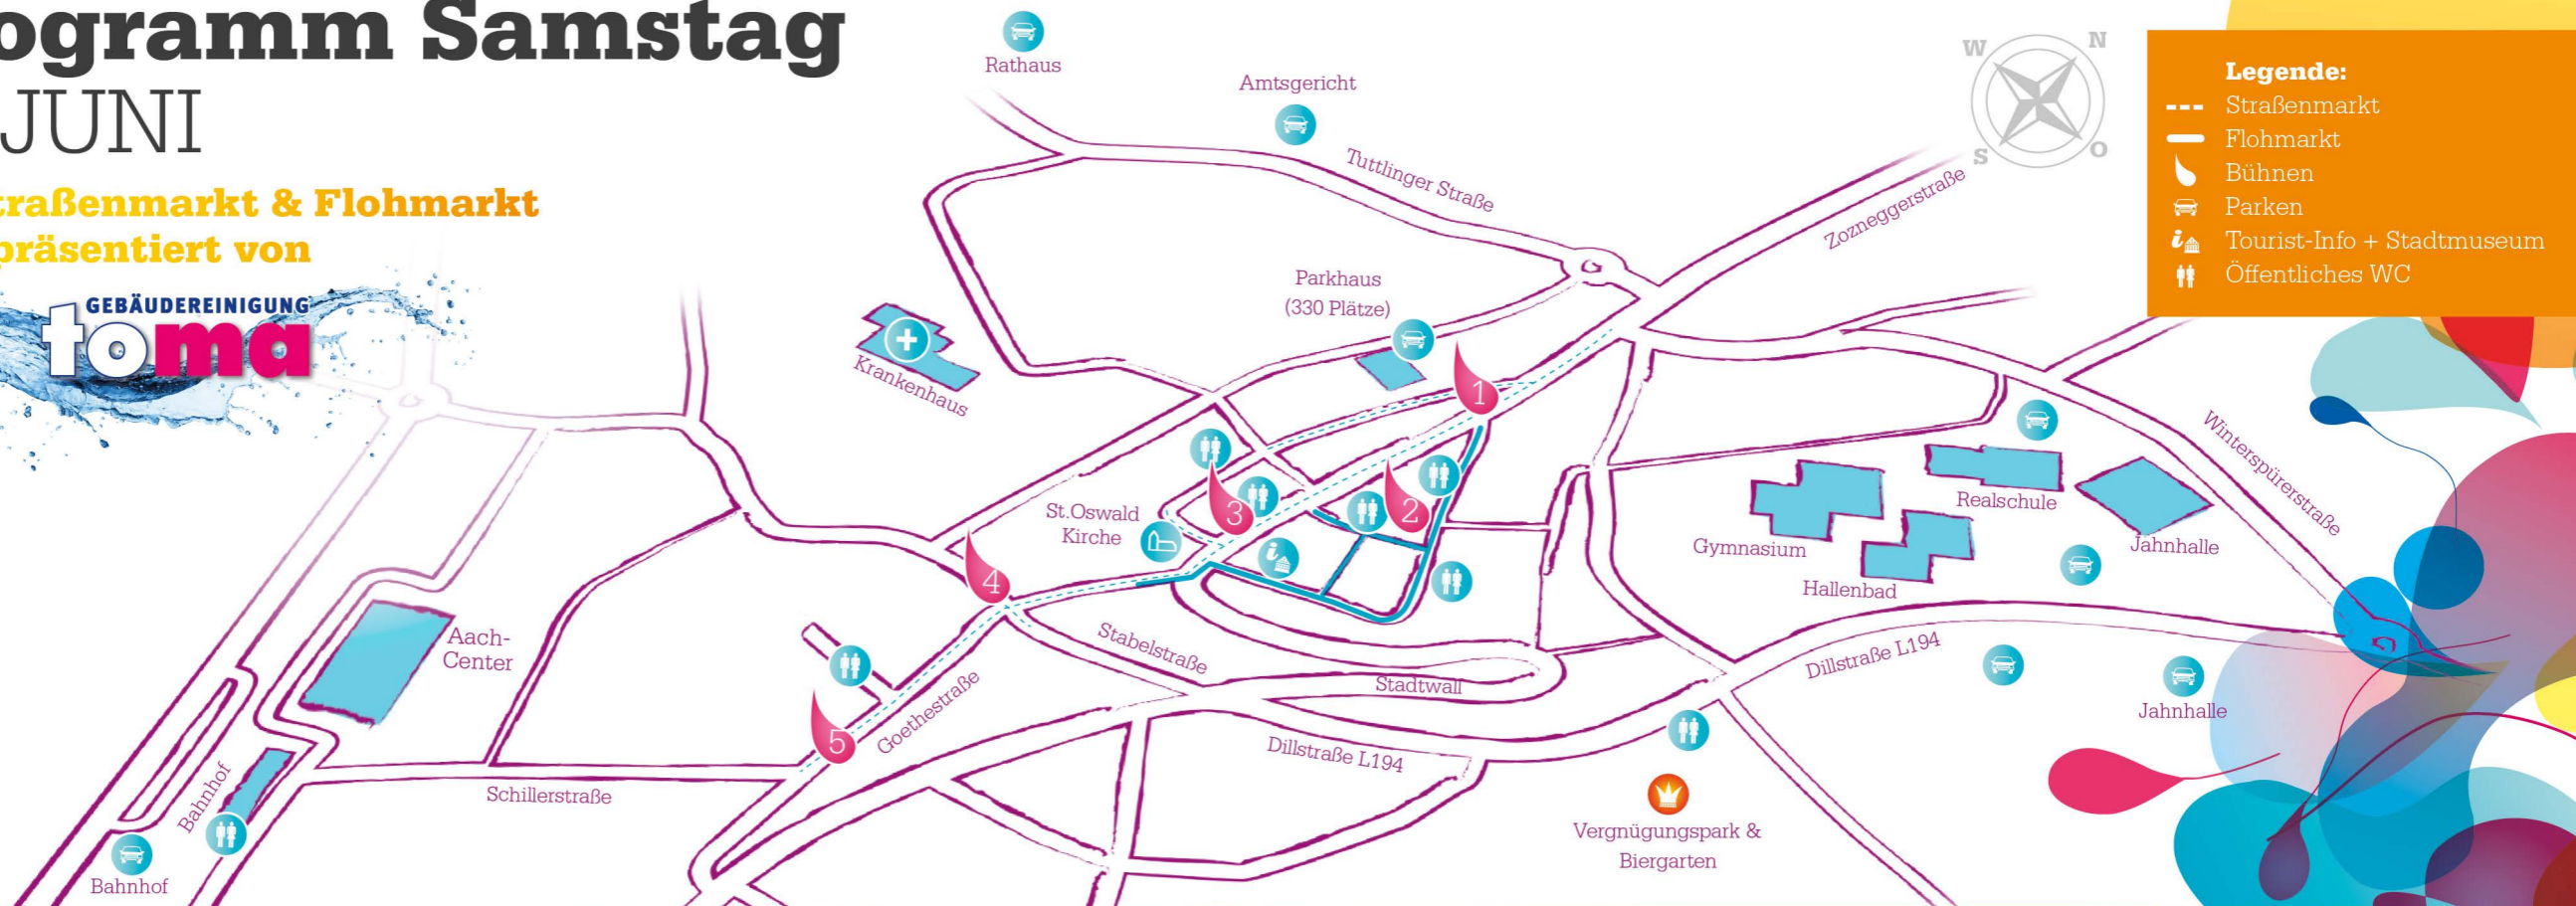 ogramm Samstag
JUNI
traßenmarkt & Flohmarkt
präsentiert von
GEBÄUDEREINIGUNG
toma
Rathaus
Amtsgericht
Tuttlinger Straße
Zozneggerstraße
W
N
S
O
Legende:
Straßenmarkt
Flohmarkt
Bühnen
Parken
Tourist-Info + Stadtmuseum
Öffentliches WC
Parkhaus
(330 Plätze)
Krankenhaus
1
2
3
4
5
St.Oswald
Kirche
Winterspürerstraße
Realschule
Gymnasium
Jahnhalle
Hallenbad
Aach-
Center
Stabelstraße
Stadtwall
Dillstraße L194
Goethestraße
Jahnhalle
Dillstraße L194
Bahnhof
Schillerstraße
Vergnügungspark &
Biergarten
Bahnhof